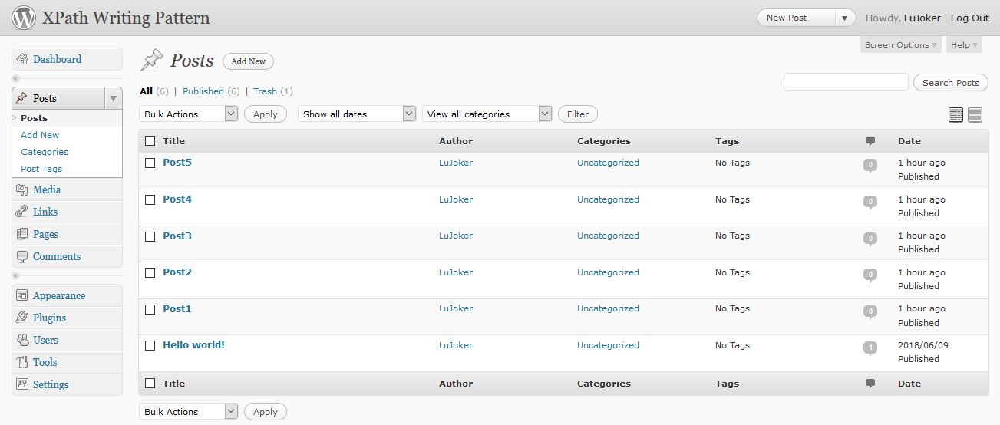 XPath Writing Pattern
New Post
Howdy, LuJoker | Log Out
Screen Options
Help
Dashboard
Posts
Posts
Add New
Categories
Post Tags
Media
Links
Pages
Comments
Appearance
Plugins
Users
Tools
Settings
Posts
Add New
All (6) | Published (6) | Trash (1)
Search Posts
Bulk Actions
Apply
Show all dates
View all categories
Filter
Title Author Categories Tags Date
Post5 LuJoker Uncategorized No Tags 0 1 hour ago
Published
Post4 LuJoker Uncategorized No Tags 0 1 hour ago
Published
Post3 LuJoker Uncategorized No Tags 0 1 hour ago
Published
Post2 LuJoker Uncategorized No Tags 0 1 hour ago
Published
Post1 LuJoker Uncategorized No Tags 0 1 hour ago
Published
Hello world! LuJoker Uncategorized No Tags 1 2018/06/09
Published
Title Author Categories Tags Date
Bulk Actions
Apply